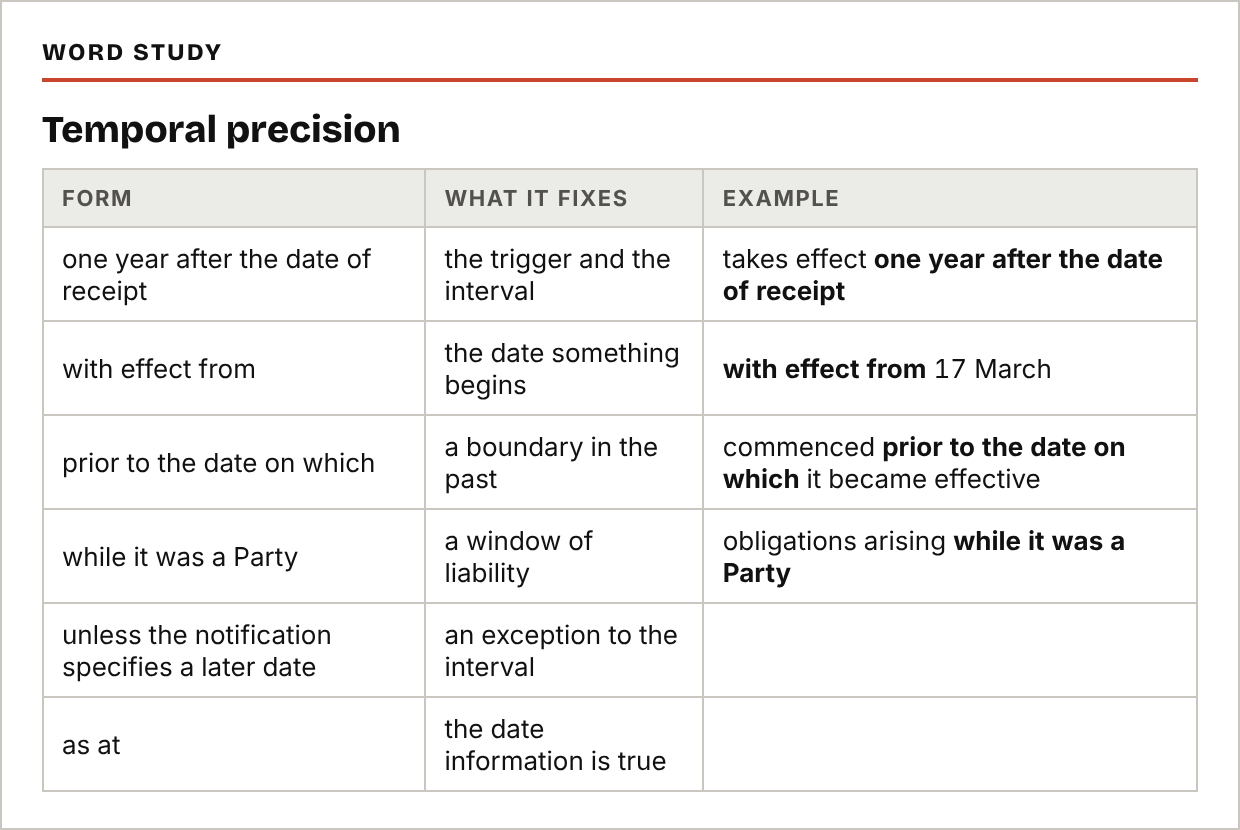 WORD STUDY
Temporal precision
FORM
WHAT IT FIXES
EXAMPLE
one year after the date of
receipt
the trigger and the
interval
takes effect one year after the date
of receipt
with effect from
the date something
begins
with effect from 17 March
prior to the date on which
a boundary in the
past
commenced prior to the date on
which it became effective
while it was a Party
a window of
liability
obligations arising while it was a
Party
unless the notification
specifies a later date
an exception to the
interval
as at
the date
information is true